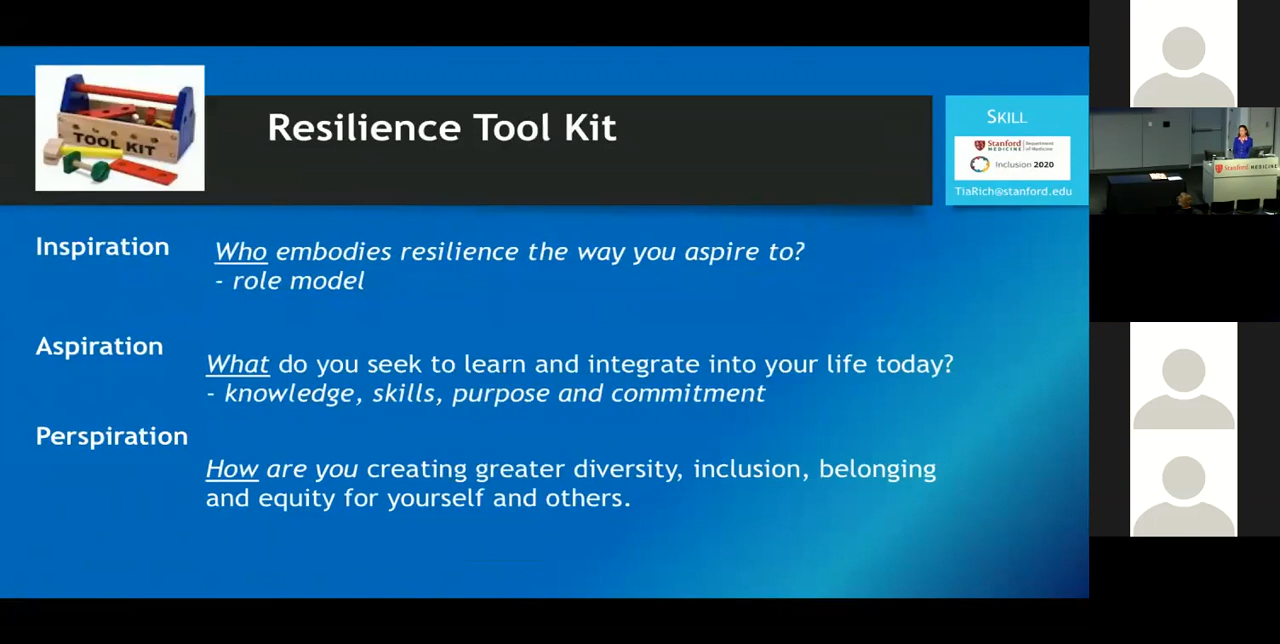 TOOL KIT
Resilience Tool Kit
SKILL
Stanford MEDICINE Department of Medicine
Inclusion 2020
TiaRich@stanford.edu
Stanford MEDICINE
Inspiration
Who embodies resilience the way you aspire to?
- role model
Aspiration
What do you seek to learn and integrate into your life today?
- knowledge, skills, purpose and commitment
Perspiration
How are you creating greater diversity, inclusion, belonging
and equity for yourself and others.